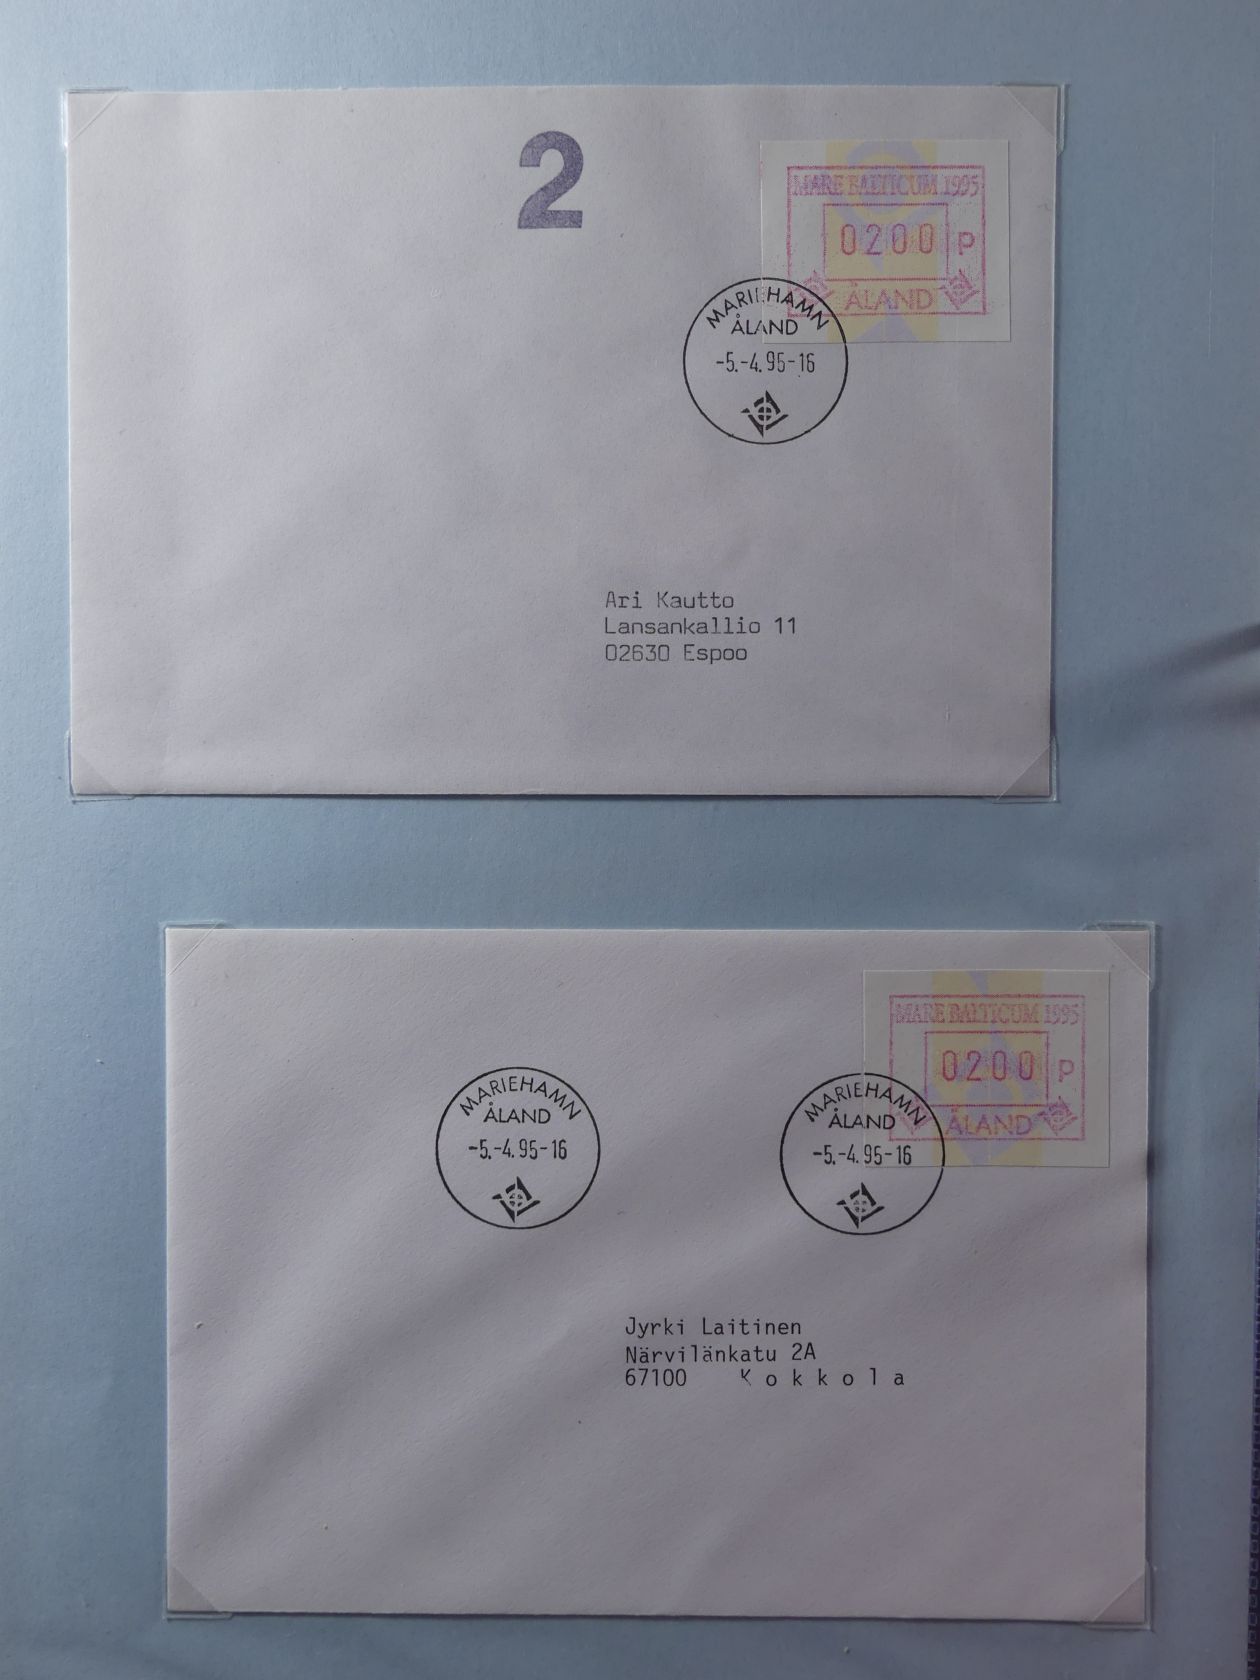 2
MARE BALTICUM 1995
0200 P
ÅLAND
MARIEHAMN
ÅLAND
-5.-4.95-16
Ari Kautto
Lansankallio 11
02630 Espoo
MARE BALTICUM 1995
0200 P
ÅLAND
MARIEHAMN
ÅLAND
-5.-4.95-16
MARIEHAMN
ÅLAND
-5.-4.95-16
Jyrki Laitinen
Närvilänkatu 2A
67100 K o k k o l a